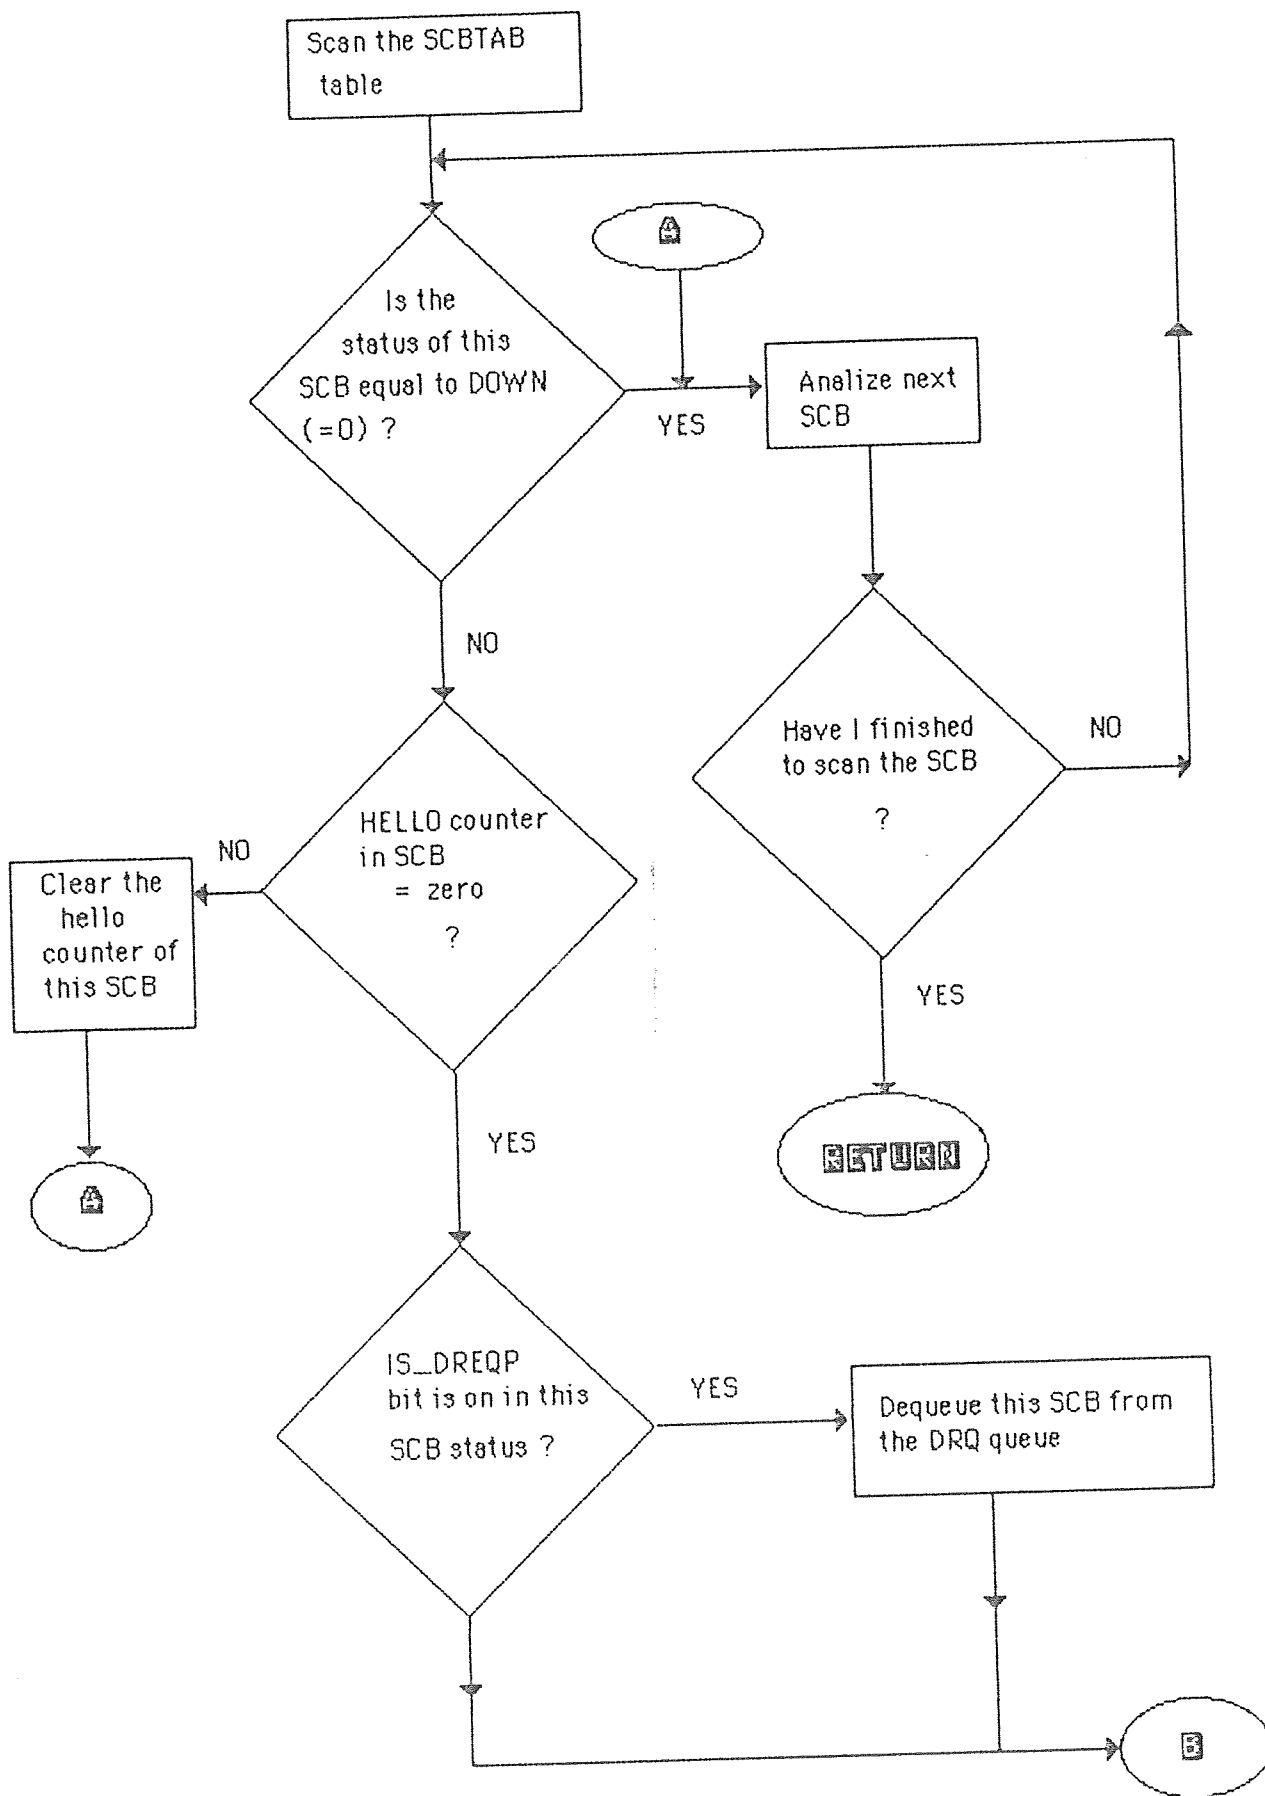 Scan the SCBTAB
table
A
Is the
status of this
SCB equal to DOWN
(=0) ?
YES
Analize next
SCB
NO
Have I finished
to scan the SCB
?
NO
YES
RETURN
HELLO counter
in SCB
= zero
?
NO
Clear the
hello
counter of
this SCB
A
YES
IS_DREQP
bit is on in this
SCB status ?
YES
Dequeue this SCB from
the DRQ queue
B